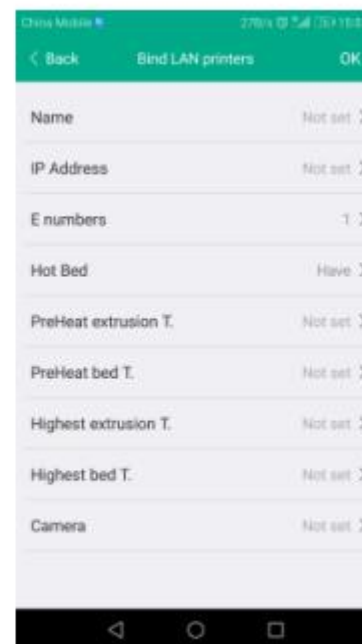 China Mobile
< Back Bind LAN printers OK
Name Not set
IP Address Not set
E numbers 1
Hot Bed Have
PreHeat extrusion T. Not set
PreHeat bed T. Not set
Highest extrusion T. Not set
Highest bed T. Not set
Camera Not set